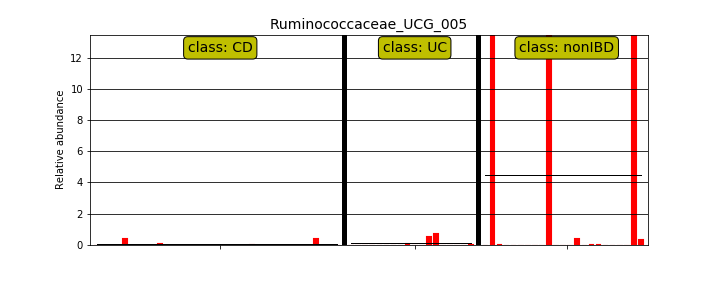 Ruminococcaceae_UCG_005
class: CD
class: UC
class: nonIBD
Relative abundance
12
10
8
6
4
2
0